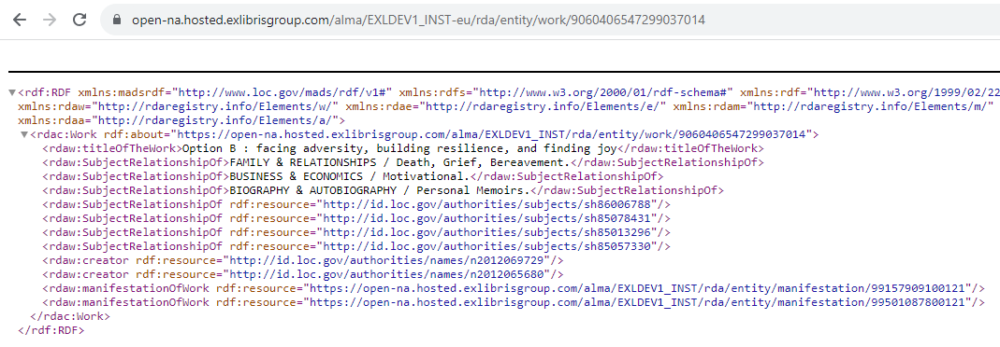 open-na.hosted.exlibrisgroup.com/alma/EXLDEV1_INST-eu/rda/entity/work/9060406547299037014
▼<rdf:RDF xmlns:madsrdf="http://www.loc.gov/mads/rdf/v1#" xmlns:rdfs="http://www.w3.org/2000/01/rdf-schema#" xmlns:rdf="http://www.w3.org/1999/02/22
xmlns:rdaw="http://rdaregistry.info/Elements/w/" xmlns:rdae="http://rdaregistry.info/Elements/e/" xmlns:rdam="http://rdaregistry.info/Elements/m/"
xmlns:rdaa="http://rdaregistry.info/Elements/a/">
▼<rdac:Work rdf:about="https://open-na.hosted.exlibrisgroup.com/alma/EXLDEV1_INST/rda/entity/work/9060406547299037014">
<rdaw:titleOfTheWork>Option B : facing adversity, building resilience, and finding joy</rdaw:titleOfTheWork>
<rdaw:SubjectRelationshipOf>FAMILY & RELATIONSHIPS / Death, Grief, Bereavement.</rdaw:SubjectRelationshipOf>
<rdaw:SubjectRelationshipOf>BUSINESS & ECONOMICS / Motivational.</rdaw:SubjectRelationshipOf>
<rdaw:SubjectRelationshipOf>BIOGRAPHY & AUTOBIOGRAPHY / Personal Memoirs.</rdaw:SubjectRelationshipOf>
<rdaw:SubjectRelationshipOf rdf:resource="http://id.loc.gov/authorities/subjects/sh86006788"/>
<rdaw:SubjectRelationshipOf rdf:resource="http://id.loc.gov/authorities/subjects/sh85078431"/>
<rdaw:SubjectRelationshipOf rdf:resource="http://id.loc.gov/authorities/subjects/sh85013296"/>
<rdaw:SubjectRelationshipOf rdf:resource="http://id.loc.gov/authorities/subjects/sh85057330"/>
<rdaw:creator rdf:resource="http://id.loc.gov/authorities/names/n2012069729"/>
<rdaw:creator rdf:resource="http://id.loc.gov/authorities/names/n2012065680"/>
<rdaw:manifestationOfWork rdf:resource="https://open-na.hosted.exlibrisgroup.com/alma/EXLDEV1_INST/rda/entity/manifestation/99157909100121"/>
<rdaw:manifestationOfWork rdf:resource="https://open-na.hosted.exlibrisgroup.com/alma/EXLDEV1_INST/rda/entity/manifestation/99501087800121"/>
</rdac:Work>
</rdf:RDF>